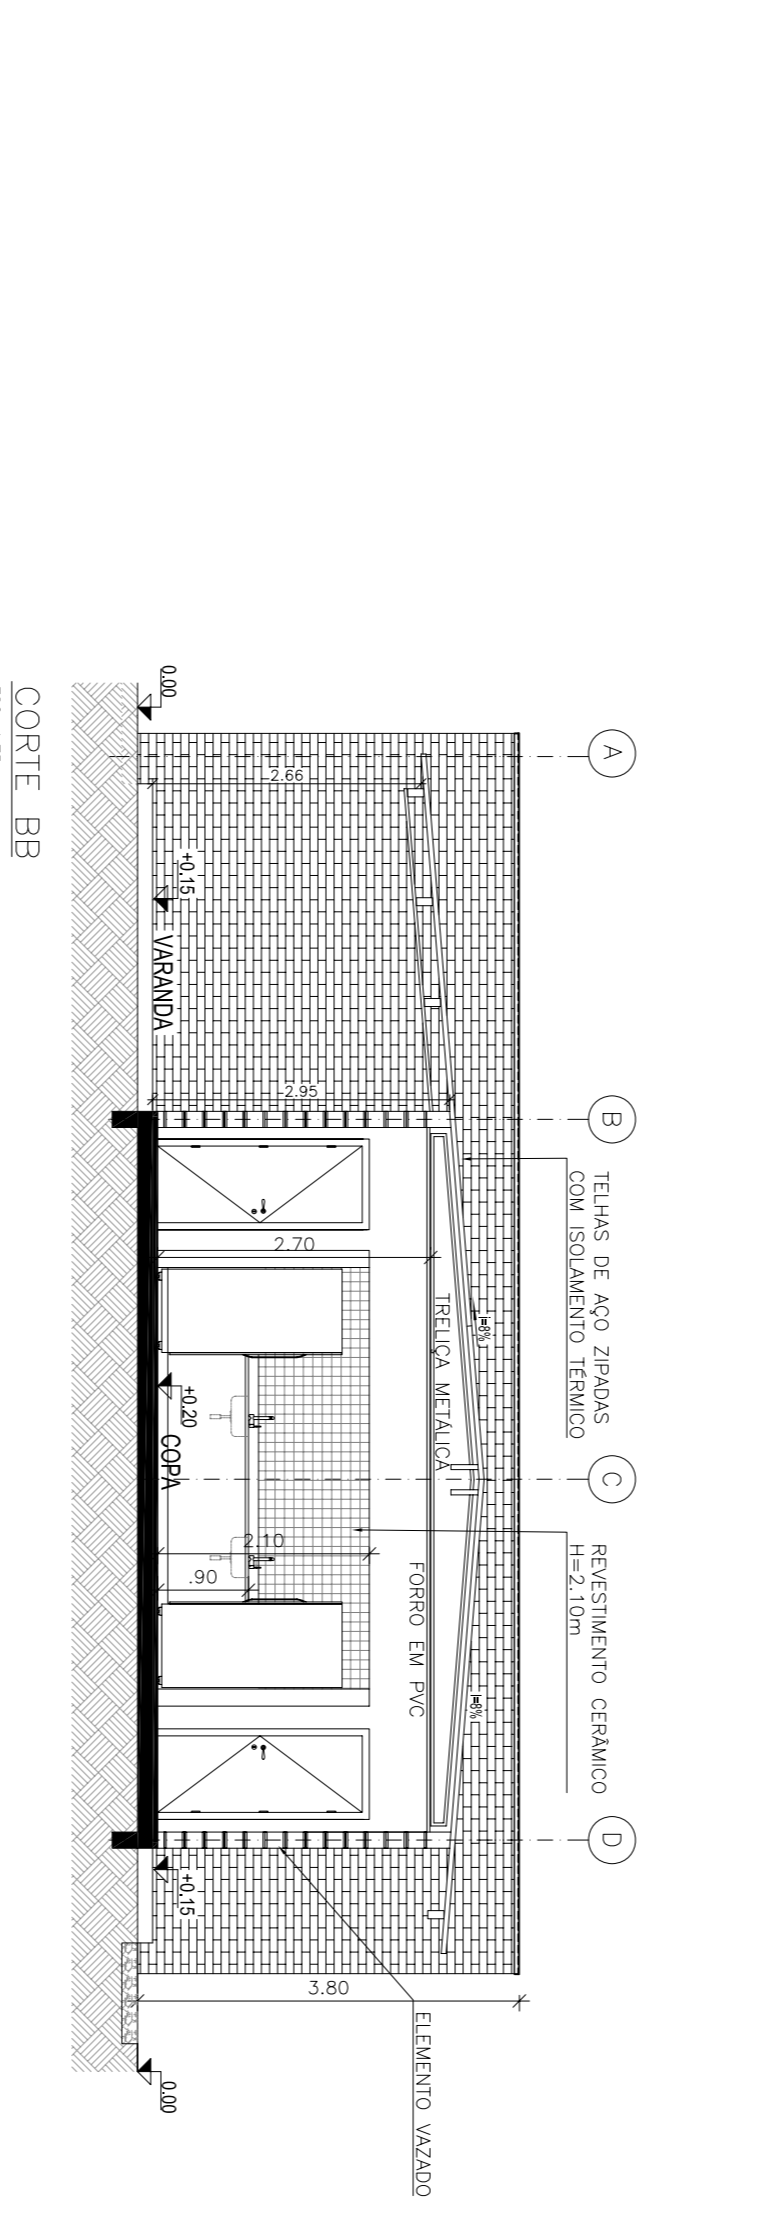 A
B
C
D
TELHAS DE AÇO ZIPADAS
COM ISOLAMENTO TÉRMICO
REVESTIMENTO CERÂMICO
H=2.10m
i=8%
i=8%
TRELIÇA METÁLICA
FORRO EM PVC
ELEMENTO VAZADO
2.66
2.95
2.70
2.10
.90
3.80
0.00
+0.15
VARANDA
+0.20
COPA
+0.15
0.00
CORTE BB